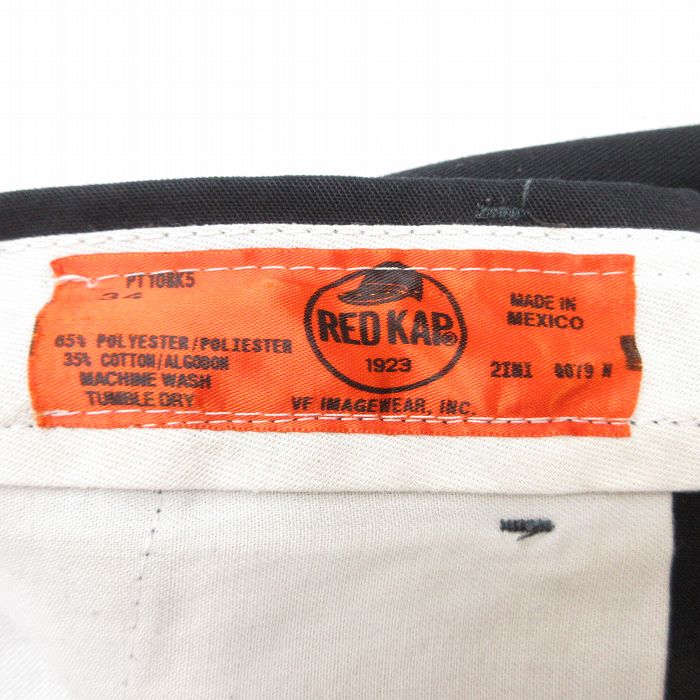 PT10BK5
34
65% POLYESTER/POLIESTER
35% COTTON/ALGODON
MACHINE WASH
TUMBLE DRY
RED KAP®
1923
VF IMAGEWEAR, INC.
MADE IN
MEXICO